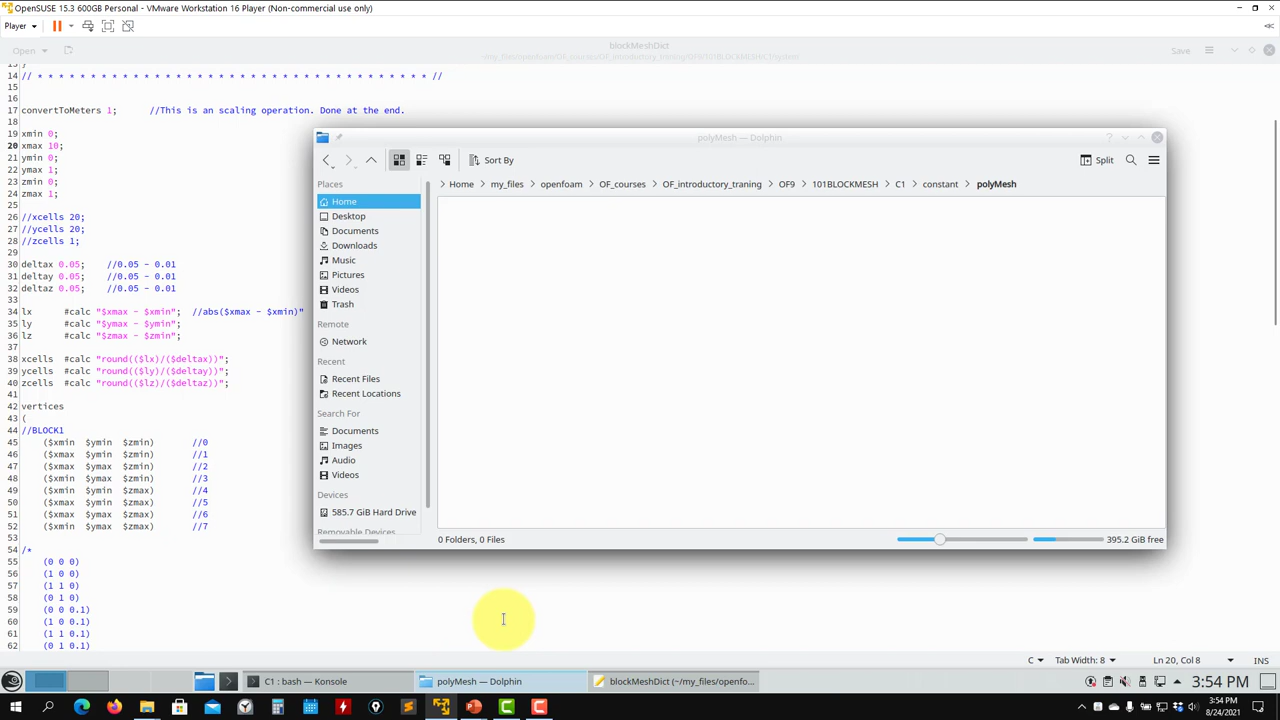 OpenSUSE 15.3 600GB Personal - VMware Workstation 16 Player (Non-commercial use only)
Player
Open
blockMeshDict
Save
14 // * * * * * * * * * * * * * * * * * * * * * * * * * * * * * * * * * * * * * //
15
16
17 convertToMeters 1; //This is an scaling operation. Done at the end.
18
19 xmin 0;
20 xmax 10;
21 ymin 0;
22 ymax 1;
23 zmin 0;
24 zmax 1;
25
26 //xcells 20;
27 //ycells 20;
28 //zcells 1;
29
30 deltax 0.05; //0.05 - 0.01
31 deltay 0.05; //0.05 - 0.01
32 deltaz 0.05; //0.05 - 0.01
33
34 lx #calc "$xmax - $xmin"; //abs($xmax - $xmin)"
35 ly #calc "$ymax - $ymin";
36 lz #calc "$zmax - $zmin";
37
38 xcells #calc "round(($lx)/($deltax))";
39 ycells #calc "round(($ly)/($deltay))";
40 zcells #calc "round(($lz)/($deltaz))";
41
42 vertices
43 (
44 //BLOCK1
45 ($xmin $ymin $zmin) //0
46 ($xmax $ymin $zmin) //1
47 ($xmax $ymax $zmin) //2
48 ($xmin $ymax $zmin) //3
49 ($xmin $ymin $zmax) //4
50 ($xmax $ymin $zmax) //5
51 ($xmax $ymax $zmax) //6
52 ($xmin $ymax $zmax) //7
53
54 /*
55 (0 0 0)
56 (1 0 0)
57 (1 1 0)
58 (0 1 0)
59 (0 0 0.1)
60 (1 0 0.1)
61 (1 1 0.1)
62 (0 1 0.1)
polyMesh — Dolphin
Sort By
Split
Places
Home
Desktop
Documents
Downloads
Music
Pictures
Videos
Trash
Remote
Network
Recent
Recent Files
Recent Locations
Search For
Documents
Images
Audio
Videos
Devices
585.7 GiB Hard Drive
Removable Devices
> Home > my_files > openfoam > OF_courses > OF_introductory_traning > OF9 > 101BLOCKMESH > C1 > constant > polyMesh
0 Folders, 0 Files
395.2 GiB free
C Tab Width: 8 Ln 20, Col 8 INS
C1 : bash — Konsole
polyMesh — Dolphin
blockMeshDict (~/my_files/openfo...
3:54 PM
3:54 PM
8/24/2021